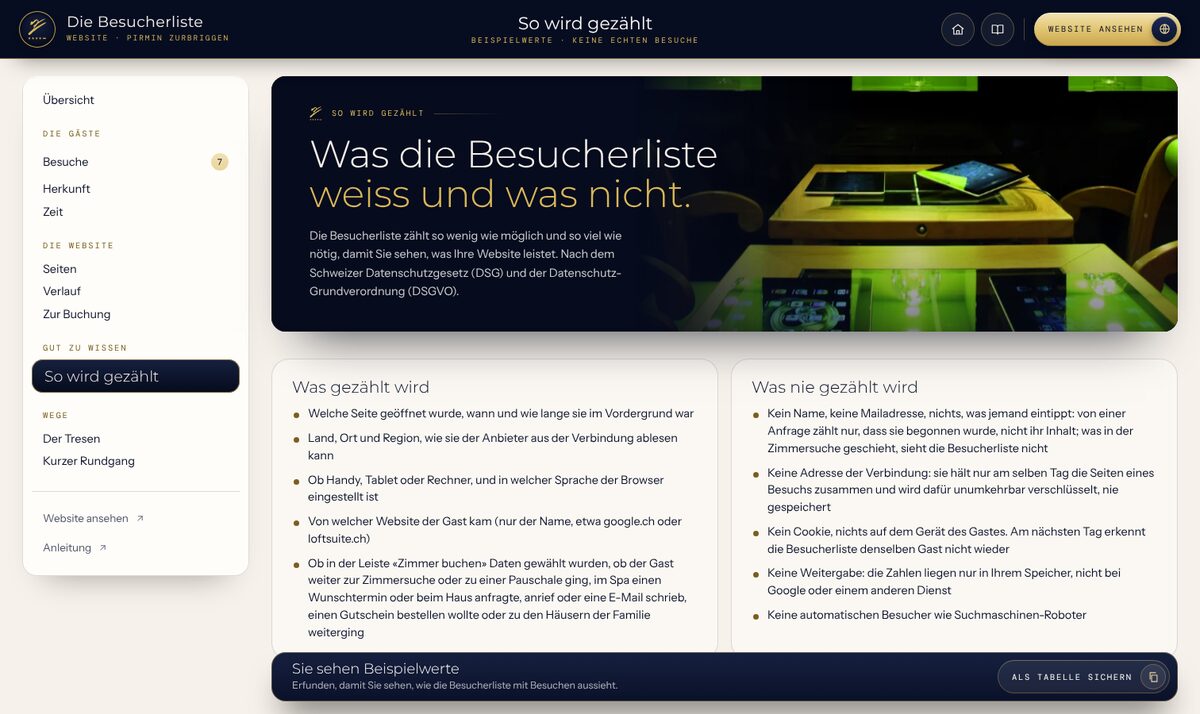 Die Besucherliste
WEBSITE · PIRMIN ZURBRIGGEN
So wird gezählt
BEISPIELWERTE · KEINE ECHTEN BESUCHE
WEBSITE ANSEHEN
Übersicht
DIE GÄSTE
Besuche 7
Herkunft
Zeit
DIE WEBSITE
Seiten
Verlauf
Zur Buchung
GUT ZU WISSEN
So wird gezählt
WEGE
Der Tresen
Kurzer Rundgang
Website ansehen
Anleitung
SO WIRD GEZÄHLT
Was die Besucherliste
weiss und was nicht.
Die Besucherliste zählt so wenig wie möglich und so viel wie
nötig, damit Sie sehen, was Ihre Website leistet. Nach dem
Schweizer Datenschutzgesetz (DSG) und der Datenschutz-
Grundverordnung (DSGVO).
Was gezählt wird
Welche Seite geöffnet wurde, wann und wie lange sie im Vordergrund war
Land, Ort und Region, wie sie der Anbieter aus der Verbindung ablesen
kann
Ob Handy, Tablet oder Rechner, und in welcher Sprache der Browser
eingestellt ist
Von welcher Website der Gast kam (nur der Name, etwa google.ch oder
loftsuite.ch)
Ob in der Leiste «Zimmer buchen» Daten gewählt wurden, ob der Gast
weiter zur Zimmersuche oder zu einer Pauschale ging, im Spa einen
Wunschtermin oder beim Haus anfragte, anrief oder eine E-Mail schrieb,
einen Gutschein bestellen wollte oder zu den Häusern der Familie
weiterging
Was nie gezählt wird
Kein Name, keine Mailadresse, nichts, was jemand eintippt: von einer
Anfrage zählt nur, dass sie begonnen wurde, nicht ihr Inhalt; was in der
Zimmersuche geschieht, sieht die Besucherliste nicht
Keine Adresse der Verbindung: sie hält nur am selben Tag die Seiten eines
Besuchs zusammen und wird dafür unumkehrbar verschlüsselt, nie
gespeichert
Kein Cookie, nichts auf dem Gerät des Gastes. Am nächsten Tag erkennt
die Besucherliste denselben Gast nicht wieder
Keine Weitergabe: die Zahlen liegen nur in Ihrem Speicher, nicht bei
Google oder einem anderen Dienst
Keine automatischen Besucher wie Suchmaschinen-Roboter
Sie sehen Beispielwerte
Erfunden, damit Sie sehen, wie die Besucherliste mit Besuchen aussieht.
ALS TABELLE SICHERN